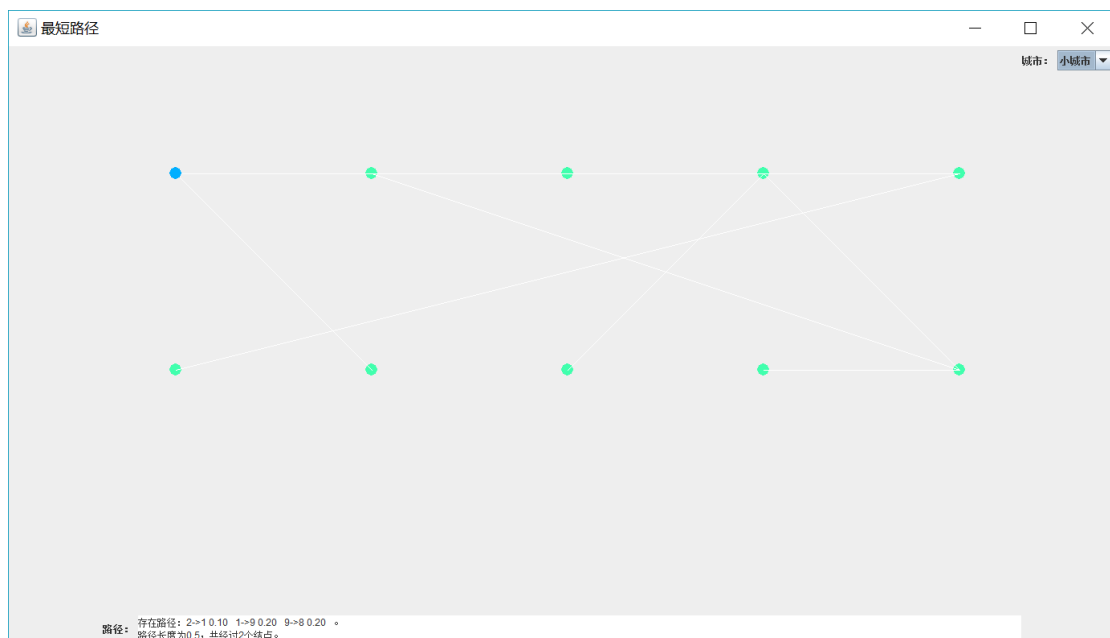 最短路径
城市：
小城市
路径：
存在路径：2->1 0.10 1->9 0.20 9->8 0.20 。
路径长度为0.5，共经过2个结点。